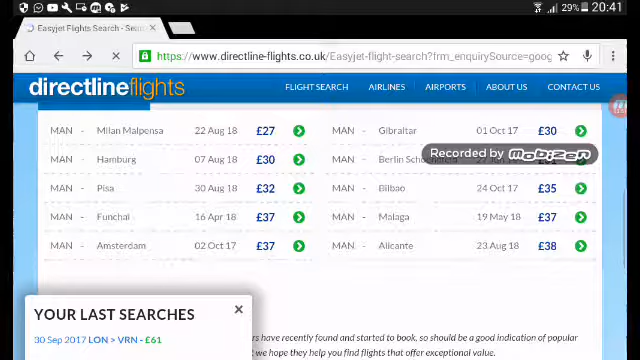 29% 20:41
Easyjet Flights Search - Sear
https://www.directline-flights.co.uk/Easyjet-flight-search?frm_enquirySource=goog
directlineflights FLIGHT SEARCH AIRLINES AIRPORTS ABOUT US CONTACT US
MAN - Milan Malpensa 22 Aug 18 £27
MAN - Gibraltar 01 Oct 17 £30
MAN - Hamburg 07 Aug 18 £30
MAN - Berlin
Recorded by MOBIZEN
MAN - Pisa 30 Aug 18 £32
MAN - Bilbao 24 Oct 17 £35
MAN - Funchal 16 Apr 18 £37
MAN - Malaga 19 May 18 £37
MAN - Amsterdam 02 Oct 17 £37
MAN - Alicante 23 Aug 18 £38
YOUR LAST SEARCHES
30 Sep 2017 LON > VRN - £61
rs have recently found and started to book, so should be a good indication of popular
t we hope they help you find flights that offer exceptional value.